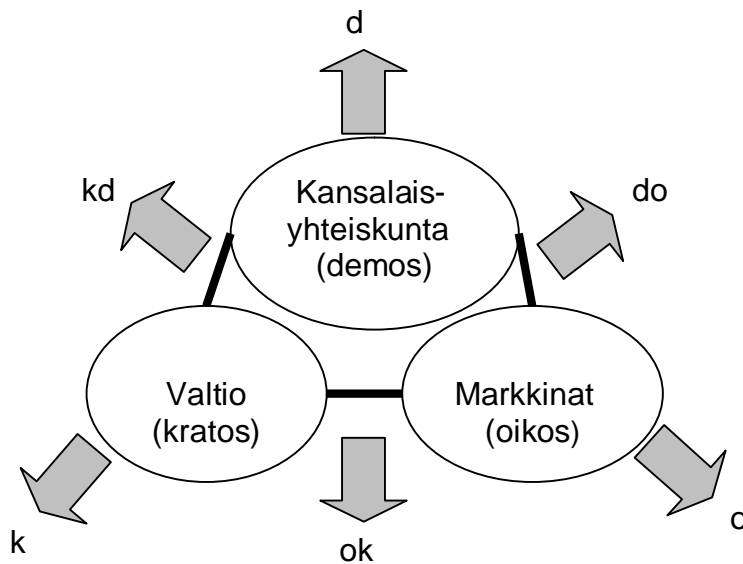 d
kd
do
Kansalais-
yhteiskunta
(demos)
Valtio
(kratos)
Markkinat
(oikos)
k
ok
o